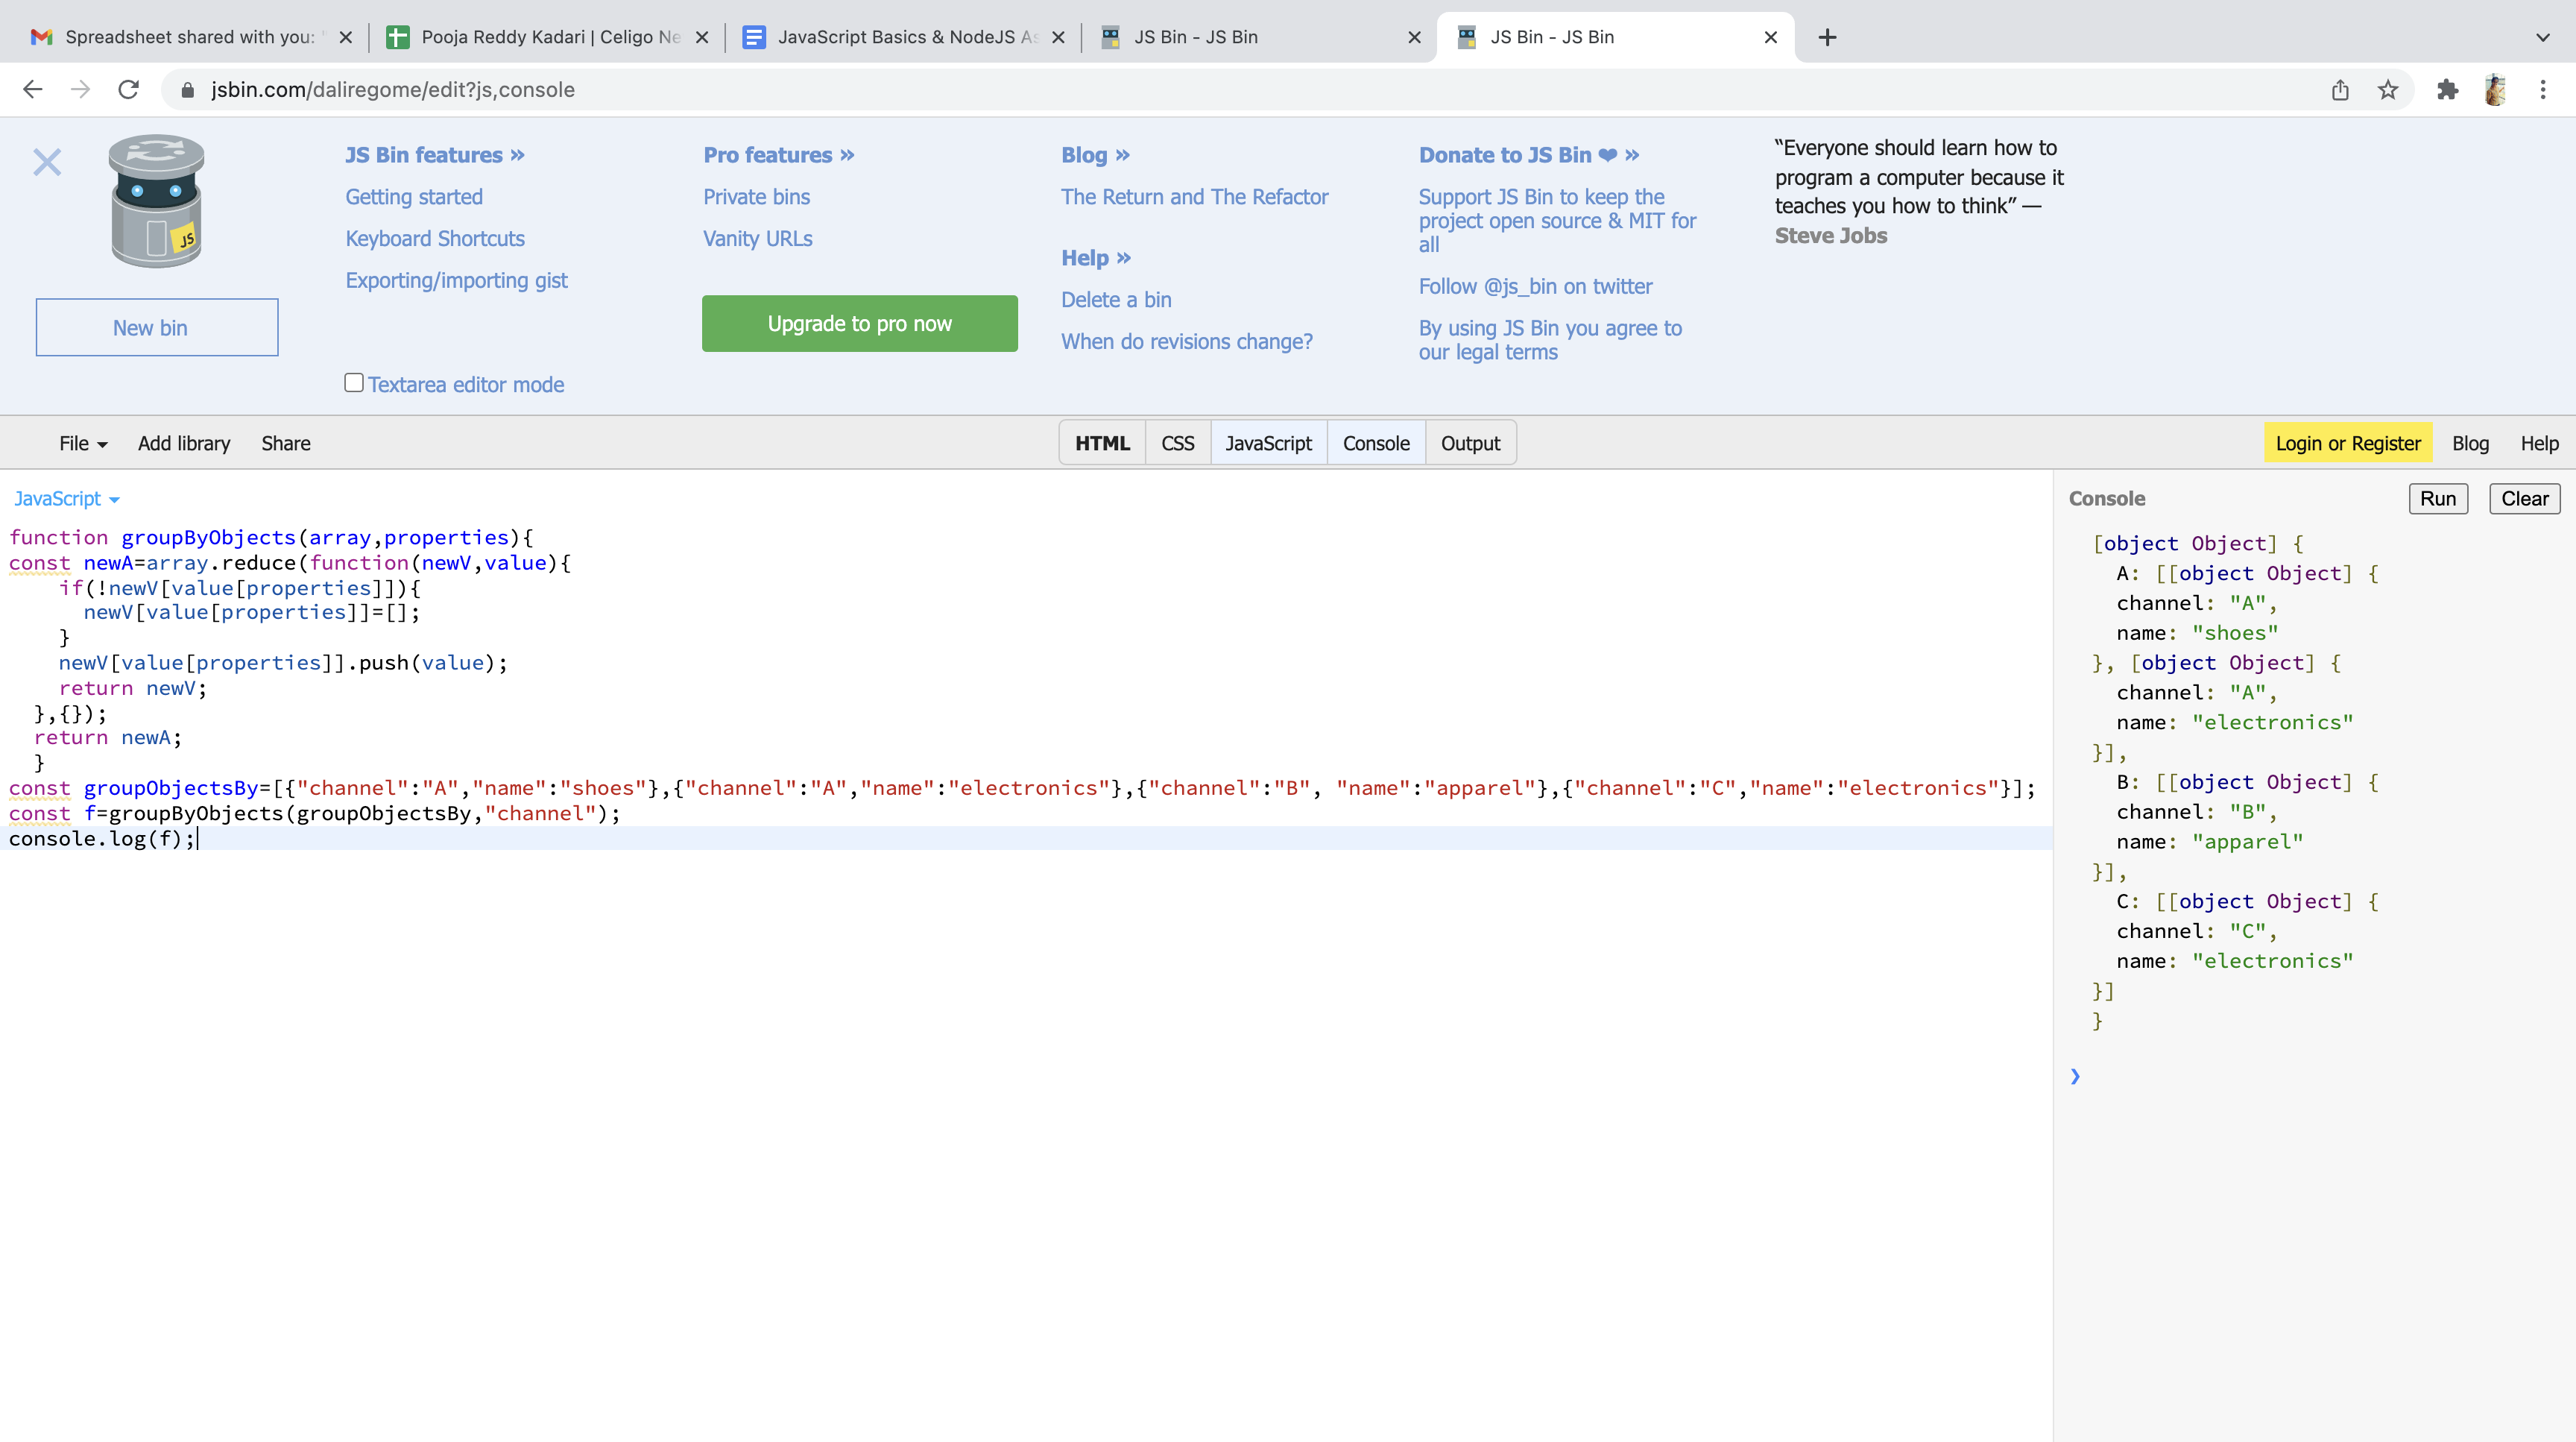 Spreadsheet shared with you: "
Pooja Reddy Kadari | Celigo Ne
JavaScript Basics & NodeJS As
JS Bin - JS Bin
JS Bin - JS Bin
jsbin.com/daliregome/edit?js,console
JS
New bin
JS Bin features »
Getting started
Keyboard Shortcuts
Exporting/importing gist
Textarea editor mode
Pro features »
Private bins
Vanity URLs
Upgrade to pro now
Blog »
The Return and The Refactor
Help »
Delete a bin
When do revisions change?
Donate to JS Bin ❤ »
Support JS Bin to keep the
project open source & MIT for
all
Follow @js_bin on twitter
By using JS Bin you agree to
our legal terms
“Everyone should learn how to
program a computer because it
teaches you how to think” —
Steve Jobs
File
Add library
Share
HTML
CSS
JavaScript
Console
Output
Login or Register
Blog
Help
JavaScript
function groupByObjects(array,properties){
const newA=array.reduce(function(newV,value){
    if(!newV[value[properties]]){
      newV[value[properties]]=[];
    }
    newV[value[properties]].push(value);
    return newV;
  },{});
  return newA;
  }
const groupObjectsBy=[{"channel":"A","name":"shoes"},{"channel":"A","name":"electronics"},{"channel":"B", "name":"apparel"},{"channel":"C","name":"electronics"}];
const f=groupByObjects(groupObjectsBy,"channel");
console.log(f);
Console
Run
Clear
[object Object] {
  A: [[object Object] {
  channel: "A",
  name: "shoes"
}, [object Object] {
  channel: "A",
  name: "electronics"
}],
  B: [[object Object] {
  channel: "B",
  name: "apparel"
}],
  C: [[object Object] {
  channel: "C",
  name: "electronics"
}]
}